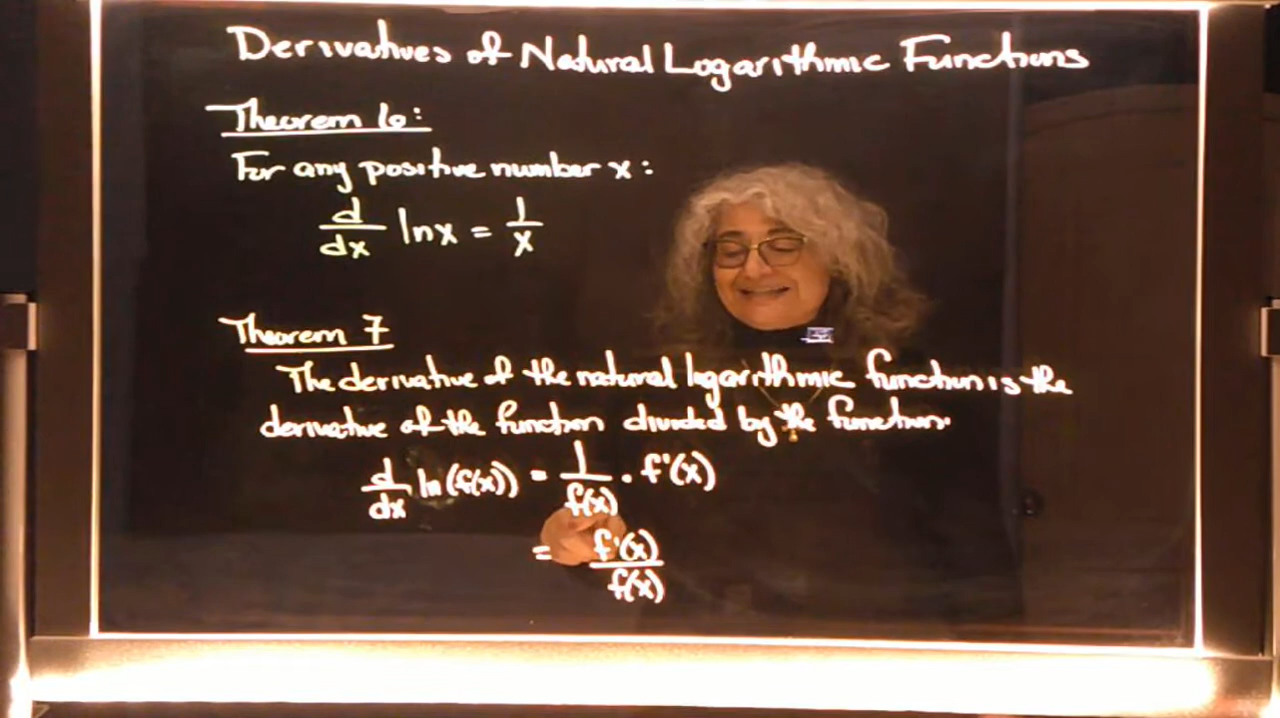 Derivatives of Natural Logarithmic Functions
Theorem 6:
For any positive number x:
d/dx ln x = 1/x
Theorem 7
The derivative of the natural logarithmic function is the
derivative of the function divided by the function.
d/dx ln(f(x)) = 1/f(x) · f'(x)
= f'(x)/f(x)